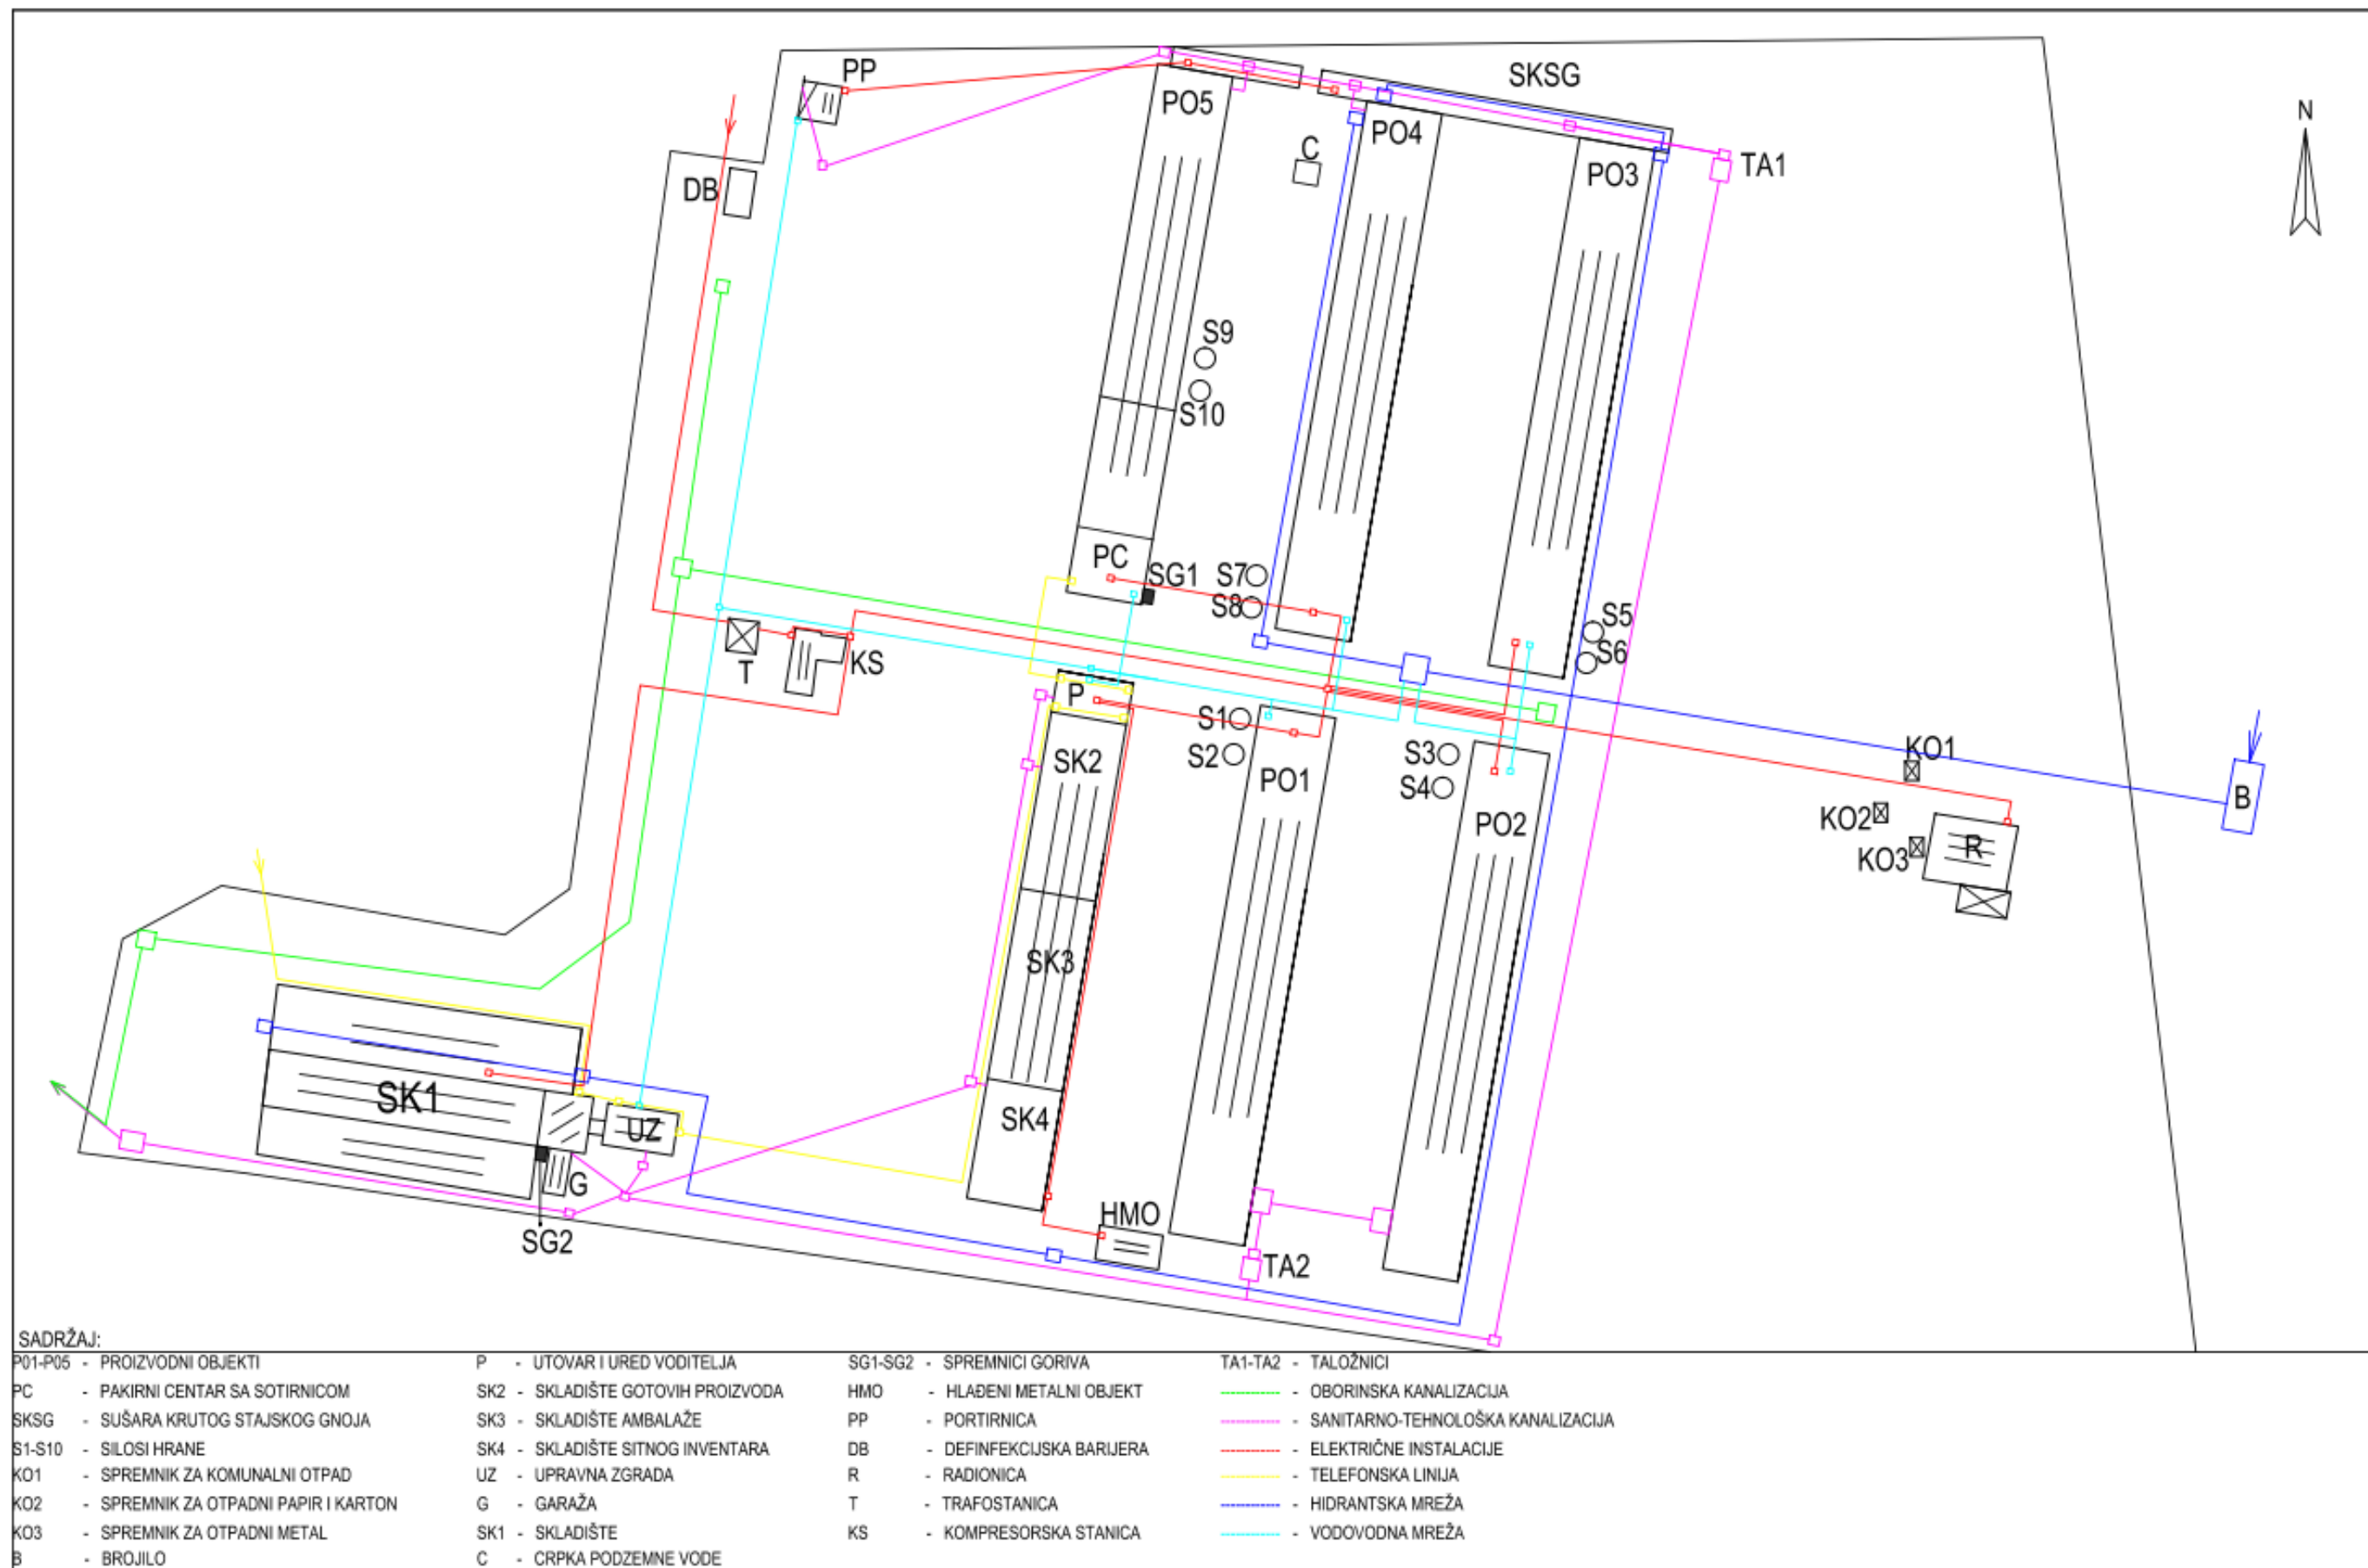 PP
SKSG
N
PO5
PO4
C
PO3
TA1
DB
S9
S10
PC
SG1
S7
S8
S5
S6
T
KS
P
S1
S2
S3
S4
KO1
SK2
PO1
B
PO2
KO2
KO3
R
SK3
SK1
SK4
UZ
G
HMO
SG2
TA2
SADRŽAJ:
P01-P05 - PROIZVODNI OBJEKTI
PC - PAKIRNI CENTAR SA SOTIRNICOM
SKSG - SUŠARA KRUTOG STAJSKOG GNOJA
S1-S10 - SILOSI HRANE
KO1 - SPREMNIK ZA KOMUNALNI OTPAD
KO2 - SPREMNIK ZA OTPADNI PAPIR I KARTON
KO3 - SPREMNIK ZA OTPADNI METAL
B - BROJILO
P - UTOVAR I URED VODITELJA
SK2 - SKLADIŠTE GOTOVIH PROIZVODA
SK3 - SKLADIŠTE AMBALAŽE
SK4 - SKLADIŠTE SITNOG INVENTARA
UZ - UPRAVNA ZGRADA
G - GARAŽA
SK1 - SKLADIŠTE
C - CRPKA PODZEMNE VODE
SG1-SG2 - SPREMNICI GORIVA
HMO - HLAĐENI METALNI OBJEKT
PP - PORTIRNICA
DB - DEFINFEKCIJSKA BARIJERA
R - RADIONICA
T - TRAFOSTANICA
KS - KOMPRESORSKA STANICA
TA1-TA2 - TALOŽNICI
- OBORINSKA KANALIZACIJA
- SANITARNO-TEHNOLOŠKA KANALIZACIJA
- ELEKTRIČNE INSTALACIJE
- TELEFONSKA LINIJA
- HIDRANTSKA MREŽA
- VODOVODNA MREŽA